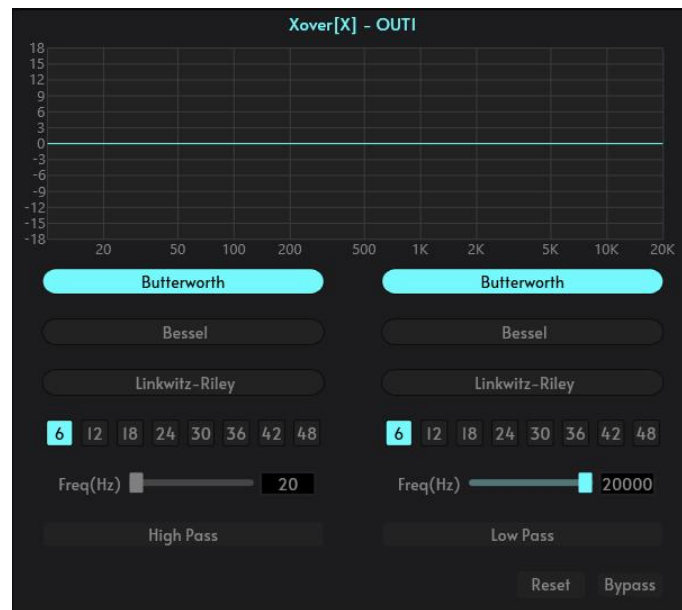 Xover[X] - OUT1
18
15
12
9
6
3
0
-3
-6
-9
-12
-15
-18
20 50 100 200 500 1K 2K 5K 10K 20K
Butterworth Butterworth
Bessel Bessel
Linkwitz-Riley Linkwitz-Riley
6 12 18 24 30 36 42 48 6 12 18 24 30 36 42 48
Freq(Hz) 20 Freq(Hz) 20000
High Pass Low Pass
Reset Bypass